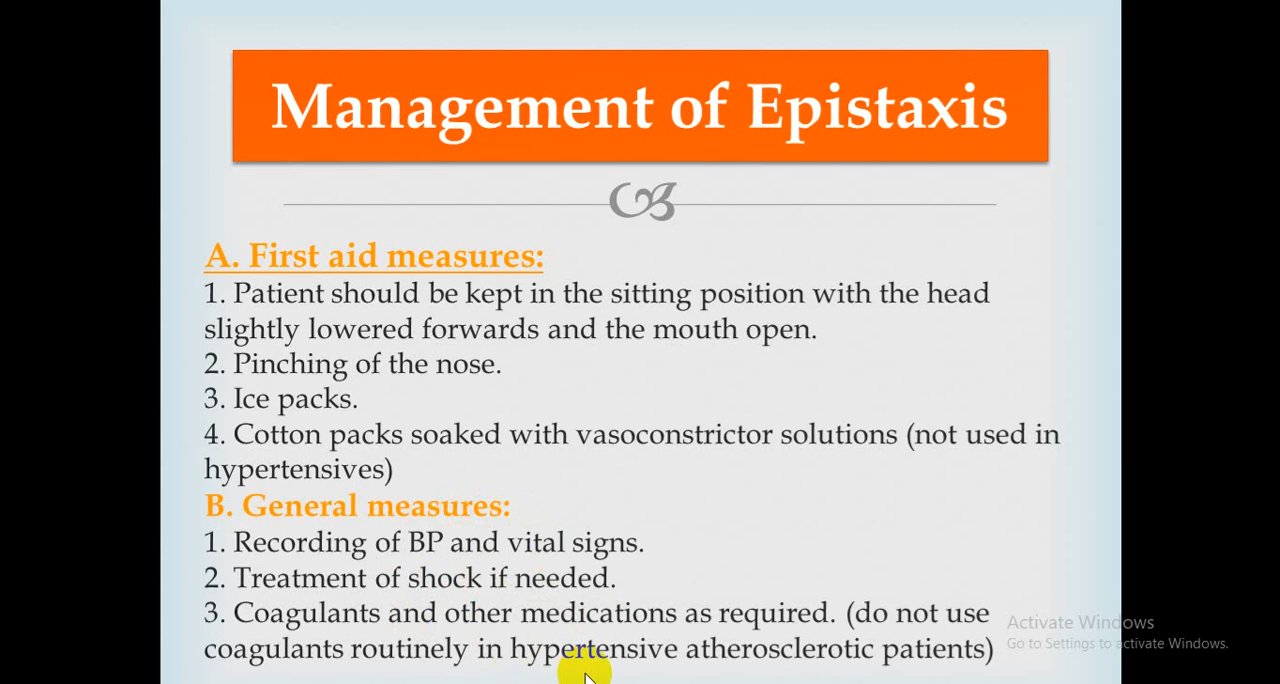 Management of Epistaxis
A. First aid measures:
1. Patient should be kept in the sitting position with the head
slightly lowered forwards and the mouth open.
2. Pinching of the nose.
3. Ice packs.
4. Cotton packs soaked with vasoconstrictor solutions (not used in
hypertensives)
B. General measures:
1. Recording of BP and vital signs.
2. Treatment of shock if needed.
3. Coagulants and other medications as required. (do not use
coagulants routinely in hypertensive atherosclerotic patients)
Activate Windows
Go to Settings to activate Windows.